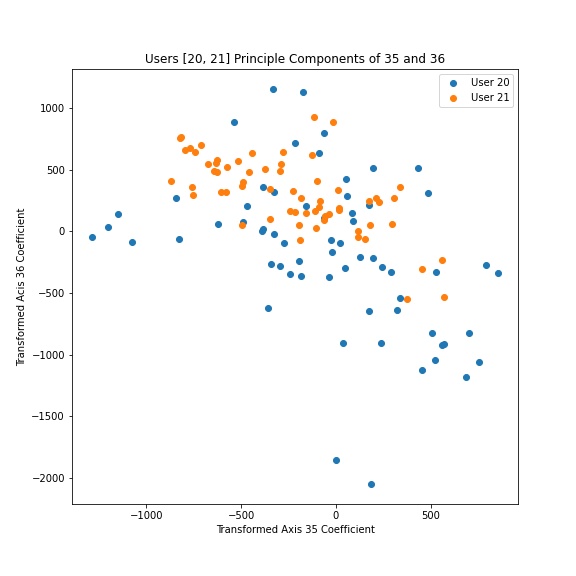 Users [20, 21] Principle Components of 35 and 36
User 20
User 21
1000
500
0
−500
−1000
−1500
−2000
Transformed Acis 36 Coefficient
−1000
−500
0
500
Transformed Axis 35 Coefficient